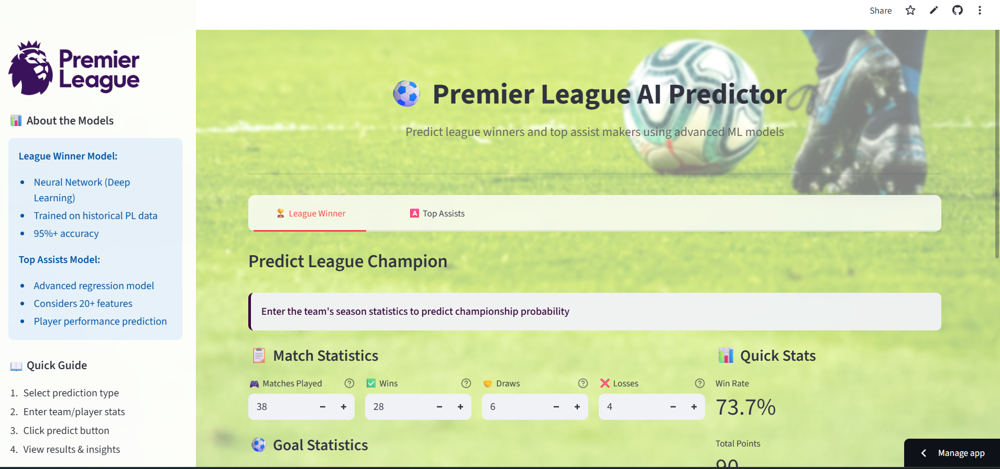 Share
Premier
League
About the Models
League Winner Model:
Neural Network (Deep
Learning)
Trained on historical PL data
95%+ accuracy
Top Assists Model:
Advanced regression model
Considers 20+ features
Player performance prediction
Quick Guide
1. Select prediction type
2. Enter team/player stats
3. Click predict button
4. View results & insights
Premier League AI Predictor
Predict league winners and top assist makers using advanced ML models
League Winner
A Top Assists
Predict League Champion
Enter the team's season statistics to predict championship probability
Match Statistics
Matches Played
38
Wins
28
Draws
6
Losses
4
Goal Statistics
Quick Stats
Win Rate
73.7%
Total Points
90
Manage app